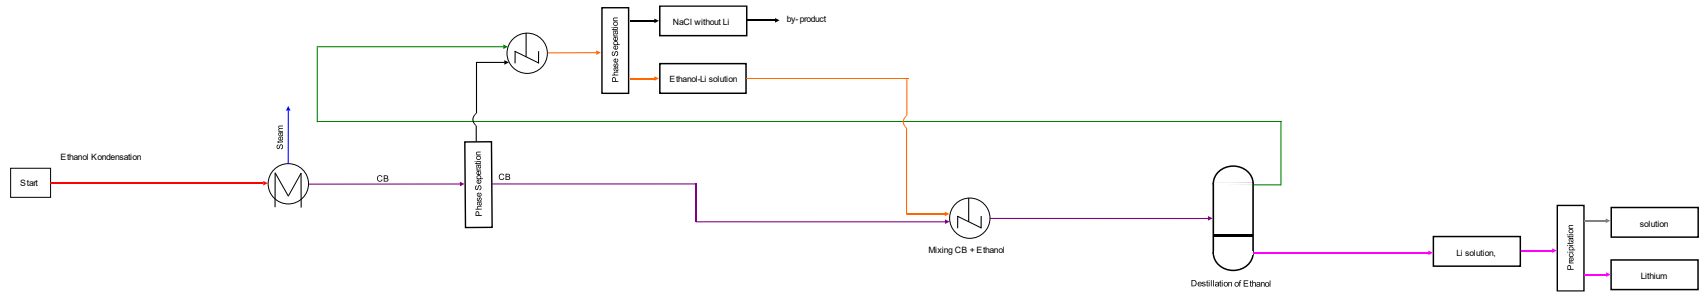 NaCl without Li
by- product
Phase Seperation
Ethanol-Li solution
Steam
Ethanol Kondensation
Start
CB
Phase Seperation
CB
Mixing CB + Ethanol
Destillation of Ethanol
Li solution,
Precipitation
solution
Lithium